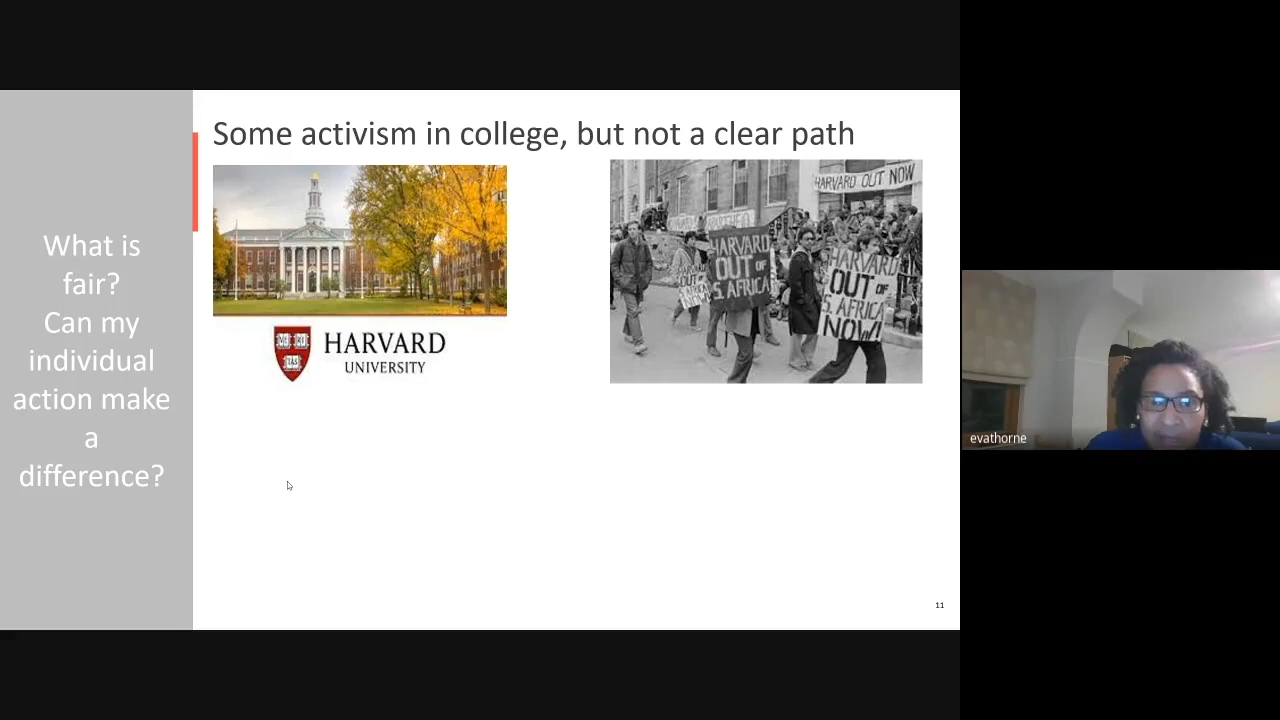 Some activism in college, but not a clear path
What is
fair?
Can my
individual
action make
a
difference?
HARVARD
UNIVERSITY
HARVARD OUT NOW
HARVARD
OUT OF
S. AFRICA
HARVARD
OUT OF
S. AFRICA
NOW!
evathorne
11